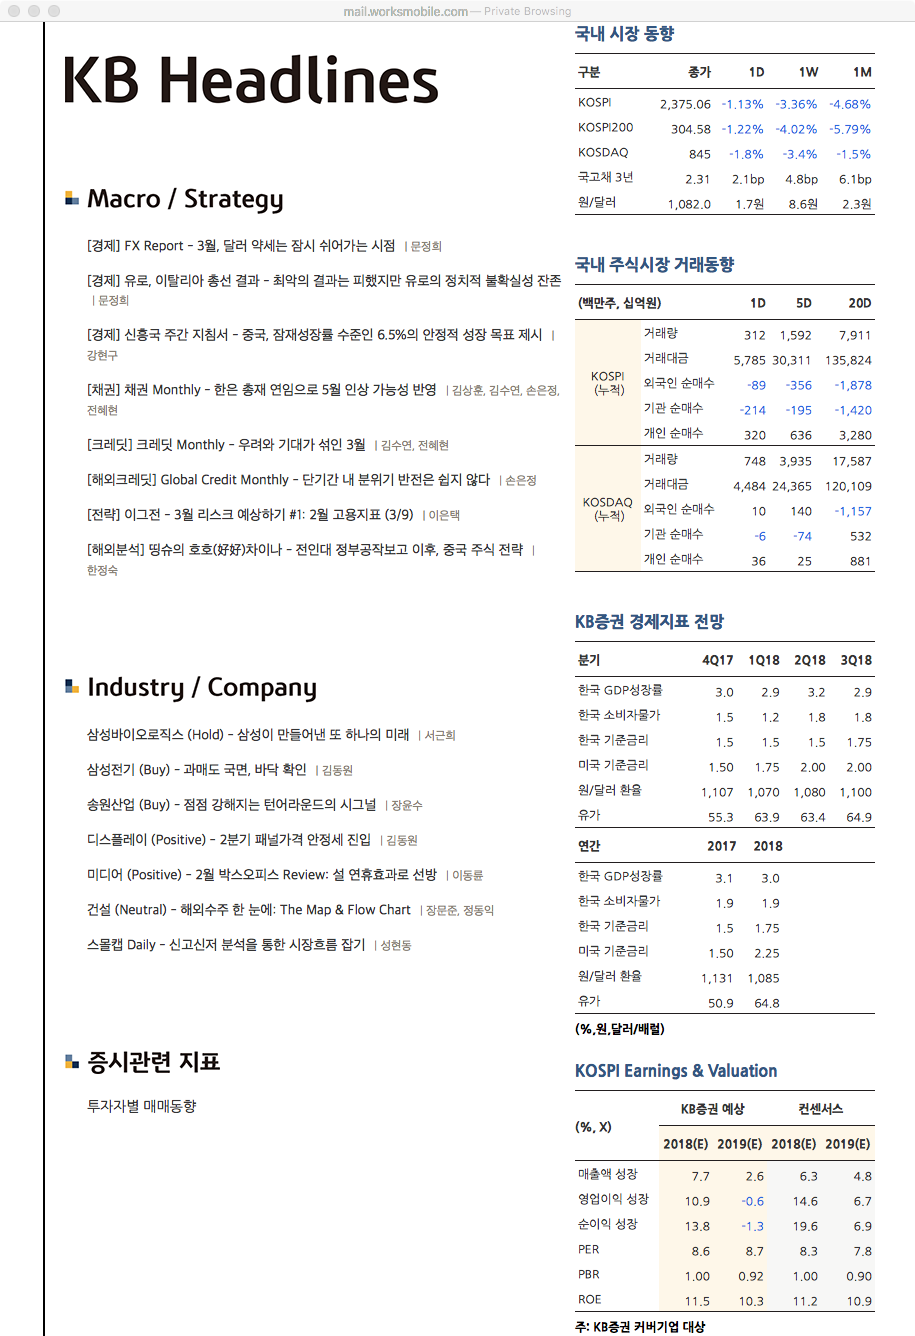 mail.worksmobile.com — Private Browsing
KB Headlines
Macro / Strategy
[경제] FX Report – 3월, 달러 약세는 잠시 쉬어가는 시점 | 문정희
[경제] 유로, 이탈리아 총선 결과 – 최악의 결과는 피했지만 유로의 정치적 불확실성 잔존
| 문정희
[경제] 신흥국 주간 지침서 – 중국, 잠재성장률 수준인 6.5%의 안정적 성장 목표 제시 |
강현구
[채권] 채권 Monthly – 한은 총재 연임으로 5월 인상 가능성 반영 | 김상훈, 김수연, 손은정,
전혜현
[크레딧] 크레딧 Monthly – 우려와 기대가 섞인 3월 | 김수연, 전혜현
[해외크레딧] Global Credit Monthly – 단기간 내 분위기 반전은 쉽지 않다 | 손은정
[전략] 이그전 – 3월 리스크 예상하기 #1: 2월 고용지표 (3/9) | 이은택
[해외분석] 띵슈의 호호(好好)차이나 – 전인대 정부공작보고 이후, 중국 주식 전략 |
한정숙
Industry / Company
삼성바이오로직스 (Hold) – 삼성이 만들어낸 또 하나의 미래 | 서근희
삼성전기 (Buy) – 과매도 국면, 바닥 확인 | 김동원
송원산업 (Buy) – 점점 강해지는 턴어라운드의 시그널 | 장윤수
디스플레이 (Positive) – 2분기 패널가격 안정세 진입 | 김동원
미디어 (Positive) – 2월 박스오피스 Review: 설 연휴효과로 선방 | 이동륜
건설 (Neutral) – 해외수주 한 눈에: The Map & Flow Chart | 장문준, 정동익
스몰캡 Daily – 신고신저 분석을 통한 시장흐름 잡기 | 성현동
증시관련 지표
투자자별 매매동향
국내 시장 동향
구분 종가 1D 1W 1M
KOSPI 2,375.06 -1.13% -3.36% -4.68%
KOSPI200 304.58 -1.22% -4.02% -5.79%
KOSDAQ 845 -1.8% -3.4% -1.5%
국고채 3년 2.31 2.1bp 4.8bp 6.1bp
원/달러 1,082.0 1.7원 8.6원 2.3원
국내 주식시장 거래동향
(백만주, 십억원) 1D 5D 20D
KOSPI
(누적)
거래량 312 1,592 7,911
거래대금 5,785 30,311 135,824
외국인 순매수 -89 -356 -1,878
기관 순매수 -214 -195 -1,420
개인 순매수 320 636 3,280
KOSDAQ
(누적)
거래량 748 3,935 17,587
거래대금 4,484 24,365 120,109
외국인 순매수 10 140 -1,157
기관 순매수 -6 -74 532
개인 순매수 36 25 881
KB증권 경제지표 전망
분기 4Q17 1Q18 2Q18 3Q18
한국 GDP성장률 3.0 2.9 3.2 2.9
한국 소비자물가 1.5 1.2 1.8 1.8
한국 기준금리 1.5 1.5 1.5 1.75
미국 기준금리 1.50 1.75 2.00 2.00
원/달러 환율 1,107 1,070 1,080 1,100
유가 55.3 63.9 63.4 64.9
연간 2017 2018
한국 GDP성장률 3.1 3.0
한국 소비자물가 1.9 1.9
한국 기준금리 1.5 1.75
미국 기준금리 1.50 2.25
원/달러 환율 1,131 1,085
유가 50.9 64.8
(%,원,달러/배럴)
KOSPI Earnings & Valuation
(%, X) KB증권 예상 컨센서스
2018(E) 2019(E) 2018(E) 2019(E)
매출액 성장 7.7 2.6 6.3 4.8
영업이익 성장 10.9 -0.6 14.6 6.7
순이익 성장 13.8 -1.3 19.6 6.9
PER 8.6 8.7 8.3 7.8
PBR 1.00 0.92 1.00 0.90
ROE 11.5 10.3 11.2 10.9
주: KB증권 커버기업 대상